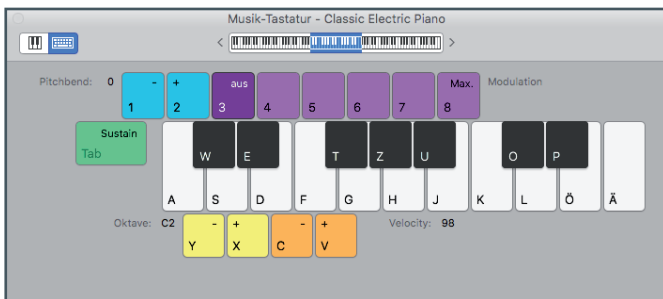 Musik-Tastatur - Classic Electric Piano
Pitchbend: 0 - + aus Max. Modulation
1 2 3 4 5 6 7 8
Sustain
Tab
W E T Z U O P
A S D F G H J K L Ö Ä
Oktave: C2 - + - + Velocity: 98
Y X C V